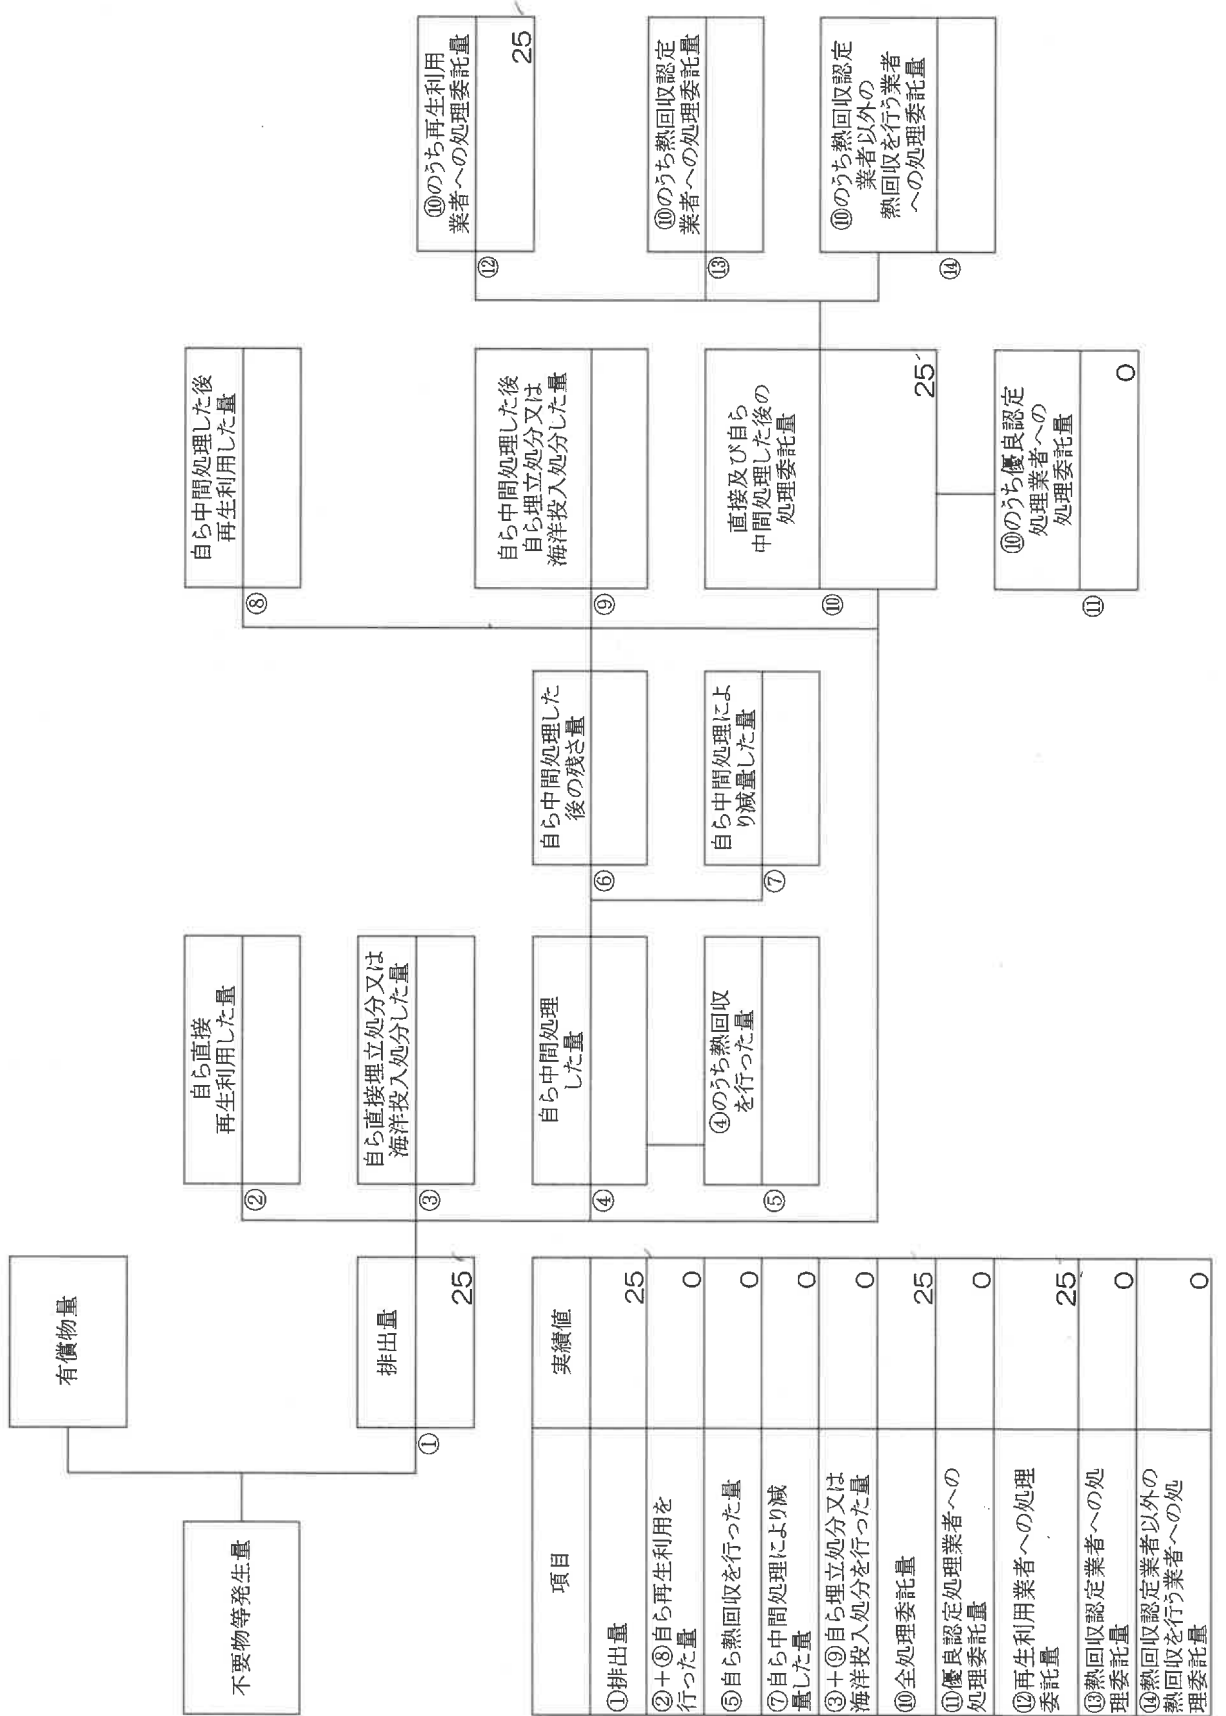 有償物量
不要物等発生量
排出量
①
25
自ら直接
再生利用した量
②
自ら直接埋立処分又は
海洋投入処分した量
③
自ら中間処理
した量
④
④のうち熱回収
を行った量
⑤
自ら中間処理した
後の残さ量
⑥
自ら中間処理によ
り減量した量
⑦
自ら中間処理した後
再生利用した量
⑧
自ら中間処理した後
自ら埋立処分又は
海洋投入処分した量
⑨
直接及び自ら
中間処理した後の
処理委託量
⑩
25
⑩のうち優良認定
処理業者への
処理委託量
⑪
0
⑩のうち再生利用
業者への処理委託量
⑫
25
⑩のうち熱回収認定
業者への処理委託量
⑬
⑩のうち熱回収認定
業者以外の
熱回収を行う業者
への処理委託量
⑭
項目 実績値
①排出量 25
②+⑧自ら再生利用を
行った量 0
⑤自ら熱回収を行った量 0
⑦自ら中間処理により減
量した量 0
③+⑨自ら埋立処分又は
海洋投入処分を行った量 0
⑩全処理委託量 25
⑪優良認定処理業者への
処理委託量 0
⑫再生利用業者への処理
委託量 25
⑬熱回収認定業者への処
理委託量 0
⑭熱回収認定業者以外の
熱回収を行う業者への処
理委託量 0